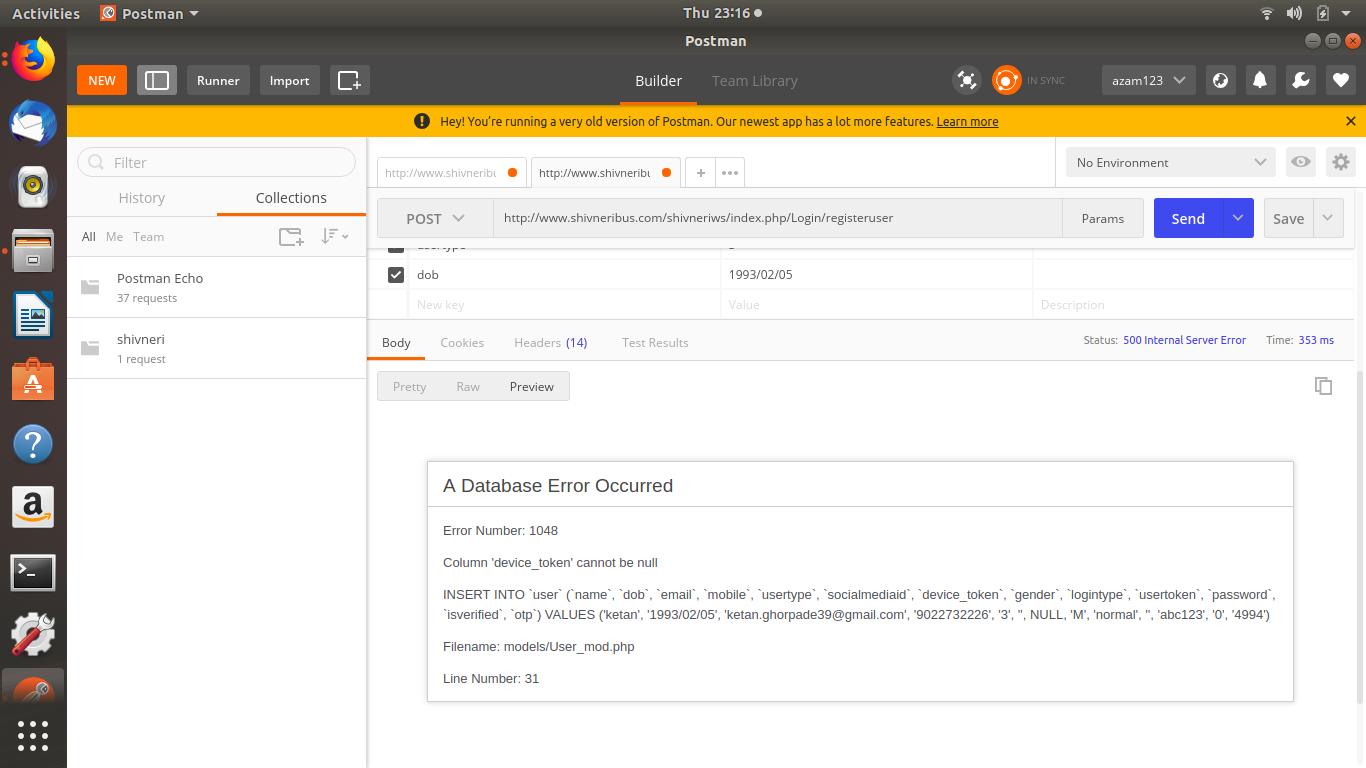 Activities
Postman
Thu 23:16
Postman
NEW
Runner
Import
Builder
Team Library
IN SYNC
azam123
Hey! You're running a very old version of Postman. Our newest app has a lot more features. Learn more
Filter
History
Collections
All
Me
Team
Postman Echo
37 requests
shivneri
1 request
http://www.shivneribu
http://www.shivneribu
No Environment
POST
http://www.shivneribus.com/shivneriws/index.php/Login/registeruser
Params
Send
Save
usertype
dob
1993/02/05
New key
Value
Description
Body
Cookies
Headers (14)
Test Results
Status: 500 Internal Server Error
Time: 353 ms
Pretty
Raw
Preview
A Database Error Occurred
Error Number: 1048
Column 'device_token' cannot be null
INSERT INTO `user` (`name`, `dob`, `email`, `mobile`, `usertype`, `socialmediaid`, `device_token`, `gender`, `logintype`, `usertoken`, `password`,
`isverified`, `otp`) VALUES ('ketan', '1993/02/05', 'ketan.ghorpade39@gmail.com', '9022732226', '3', '', NULL, 'M', 'normal', '', 'abc123', '0', '4994')
Filename: models/User_mod.php
Line Number: 31